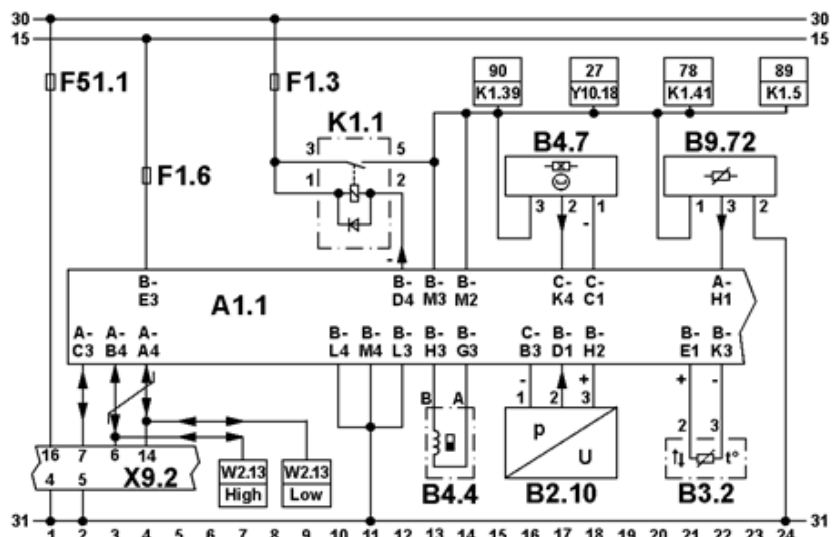 30 30
15 15
F51.1 F1.3 90 27 78 89
K1.39 Y10.18 K1.41 K1.5
K1.1
3 5 B4.7 B9.72
F1.6 1 2
3 2 1 1 3 2
- -
B- B- B- B- C- C- A-
E3 D4 M3 M2 K4 C1 H1
A1.1
A- A- A- B- B- B- B- B- C- B- B- B- B-
C3 B4 A4 L4 M4 L3 H3 G3 B3 D1 H2 E1 K3
- + + -
B A 1 2 3 2 3
16 7 6 14 W2.13 W2.13 p t°
4 5 X9.2 High Low U
B4.4 B2.10 B3.2
31 31
1 2 3 4 5 6 7 8 9 10 11 12 13 14 15 16 17 18 19 20 21 22 23 24